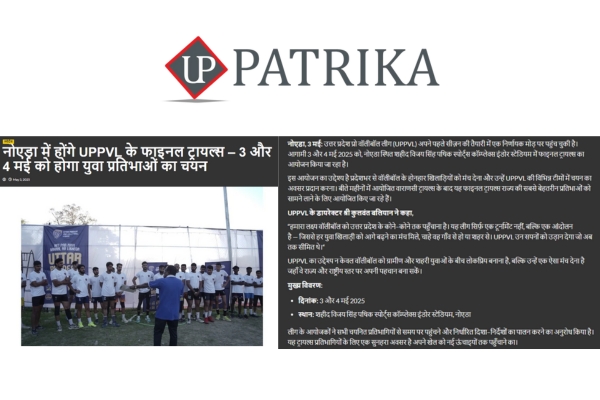 UP PATRIKA
नोएडा में होंगे UPPVL के फाइनल ट्रायल्स – 3 और
4 मई को होगा युवा प्रतिभाओं का चयन
May 3, 2025
UTTAR
नोएडा, 3 मई: उत्तर प्रदेश प्रो वॉलीबॉल लीग (UPPVL) अपने पहले सीज़न की तैयारी में एक निर्णायक मोड़ पर पहुंच चुकी है।
आगामी 3 और 4 मई 2025 को, नोएडा स्थित शहीद विजय सिंह पथिक स्पोर्ट्स कॉम्प्लेक्स इंडोर स्टेडियम में फाइनल ट्रायल्स का
आयोजन किया जा रहा है।
इस आयोजन का उद्देश्य है प्रदेशभर से वॉलीबॉल के होनहार खिलाड़ियों को मंच देना और उन्हें UPPVL की विभिन्न टीमों में चयन का
अवसर प्रदान करना। बीते महीनों में आयोजित वाराणसी ट्रायल्स के बाद यह फाइनल ट्रायल्स राज्य की सबसे बेहतरीन प्रतिभाओं को
सामने लाने के लिए आयोजित किए जा रहे हैं।
UPPVL के डायरेक्टर श्री कुलवंत बालियान ने कहा,
"हमारा लक्ष्य वॉलीबॉल को उत्तर प्रदेश के कोने-कोने तक पहुँचाना है। यह लीग सिर्फ एक टूर्नामेंट नहीं, बल्कि एक आंदोलन
है – जिससे हर युवा खिलाड़ी को आगे बढ़ने का मंच मिले, चाहे वह गाँव से हो या शहर से। UPPVL उन सपनों को उड़ान देगा जो अब
तक सीमित थे।"
UPPVL का उद्देश्य न केवल वॉलीबॉल को ग्रामीण और शहरी युवाओं के बीच लोकप्रिय बनाना है, बल्कि उन्हें एक ऐसा मंच देना है
जहाँ वे राज्य और राष्ट्रीय स्तर पर अपनी पहचान बना सकें।
मुख्य विवरण:
• दिनांक: 3 और 4 मई 2025
• स्थान: शहीद विजय सिंह पथिक स्पोर्ट्स कॉम्प्लेक्स इंडोर स्टेडियम, नोएडा
लीग के आयोजकों ने सभी चयनित प्रतिभागियों से समय पर पहुंचने और निर्धारित दिशा-निर्देशों का पालन करने का अनुरोध किया है।
यह ट्रायल्स प्रतिभागियों के लिए एक सुनहरा अवसर है अपने खेल को नई ऊंचाइयों तक पहुँचाने का।